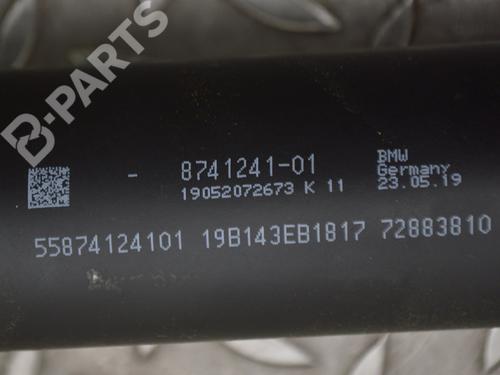 B-PARTS
- 8741241-01
19052072673 K 11
BMW
Germany
23.05.19
55874124101 19B143EB1817 72883810